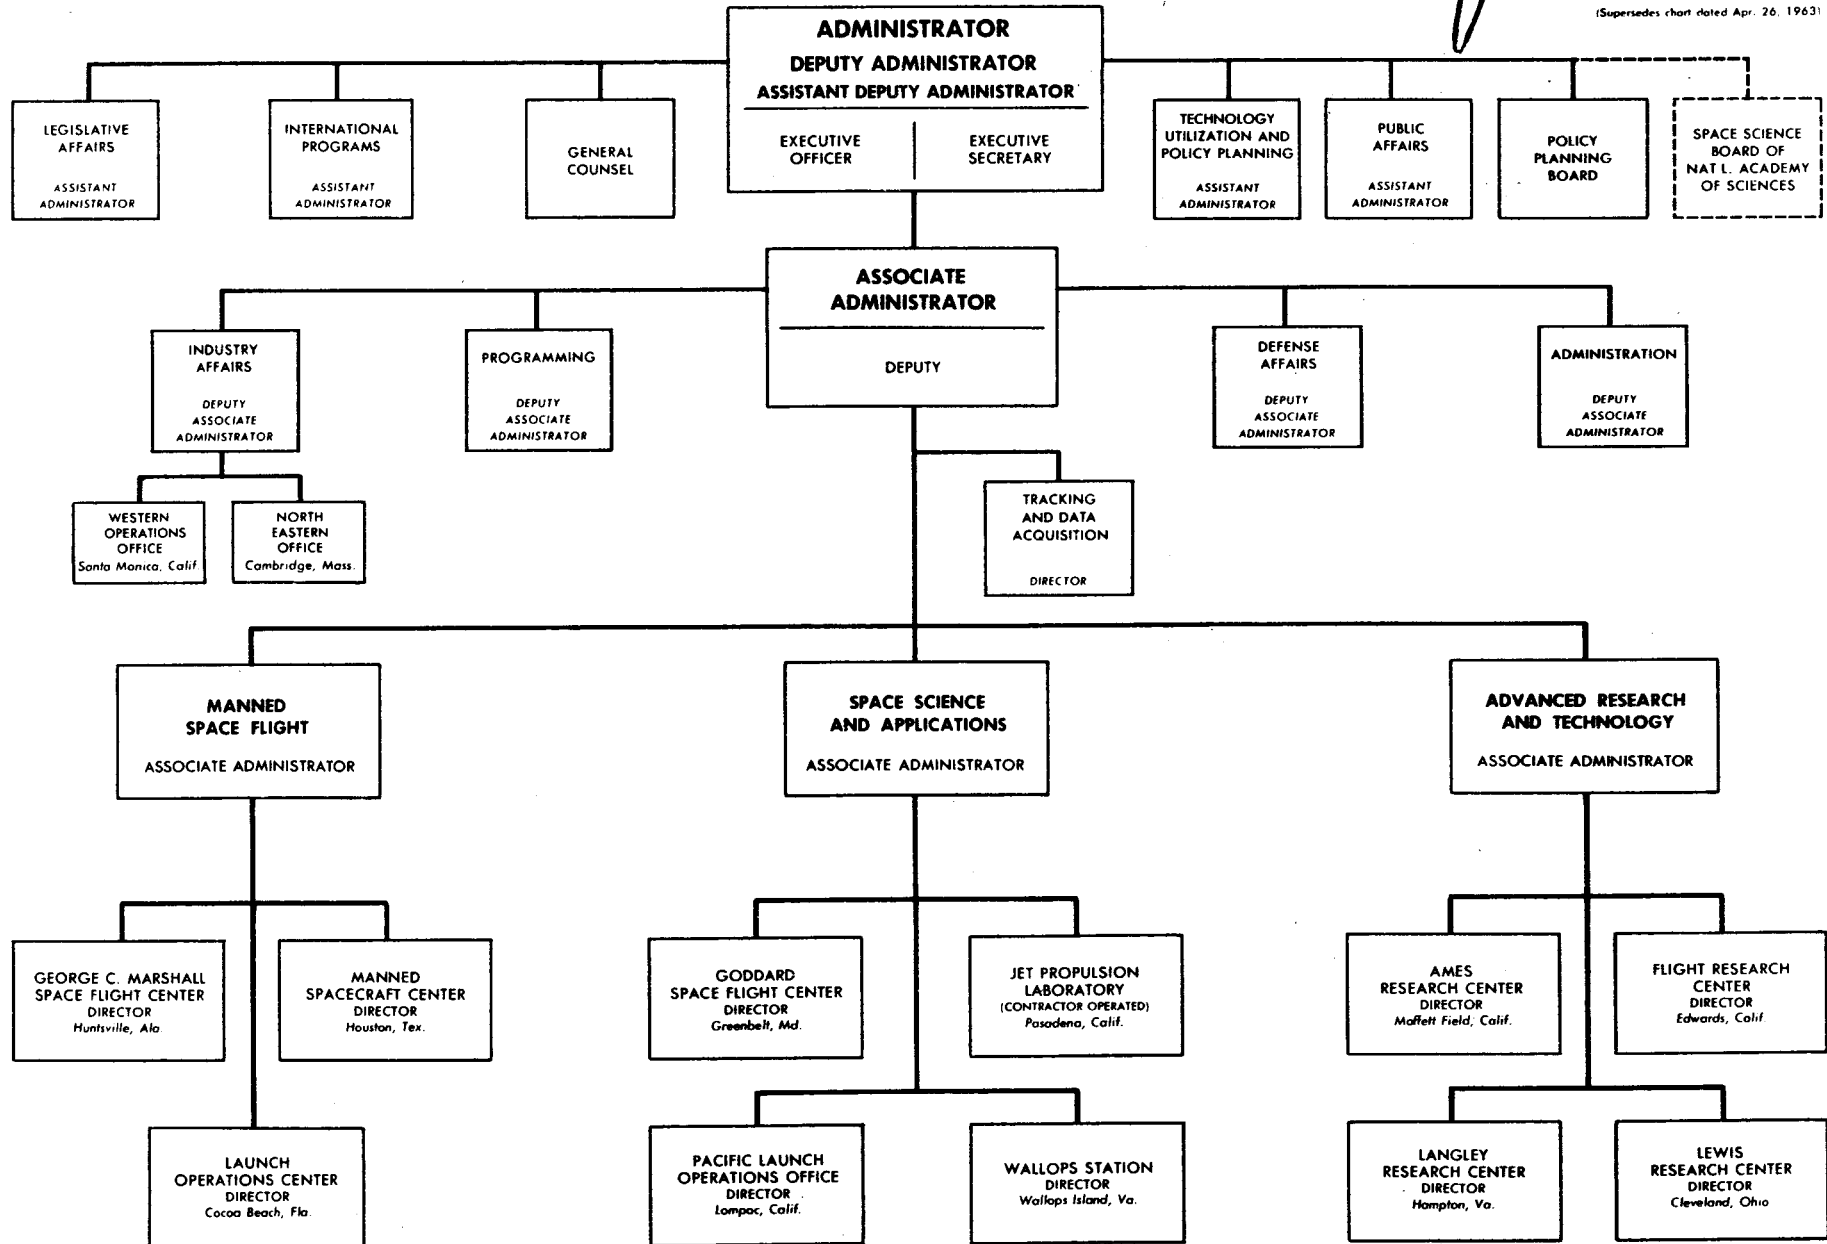 (Supersedes chart dated Apr. 26, 1963)
ADMINISTRATOR
DEPUTY ADMINISTRATOR
ASSISTANT DEPUTY ADMINISTRATOR
EXECUTIVE
OFFICER
EXECUTIVE
SECRETARY
LEGISLATIVE
AFFAIRS
ASSISTANT
ADMINISTRATOR
INTERNATIONAL
PROGRAMS
ASSISTANT
ADMINISTRATOR
GENERAL
COUNSEL
TECHNOLOGY
UTILIZATION AND
POLICY PLANNING
ASSISTANT
ADMINISTRATOR
PUBLIC
AFFAIRS
ASSISTANT
ADMINISTRATOR
POLICY
PLANNING
BOARD
SPACE SCIENCE
BOARD OF
NAT L. ACADEMY
OF SCIENCES
ASSOCIATE
ADMINISTRATOR
DEPUTY
INDUSTRY
AFFAIRS
DEPUTY
ASSOCIATE
ADMINISTRATOR
PROGRAMMING
DEPUTY
ASSOCIATE
ADMINISTRATOR
DEFENSE
AFFAIRS
DEPUTY
ASSOCIATE
ADMINISTRATOR
ADMINISTRATION
DEPUTY
ASSOCIATE
ADMINISTRATOR
WESTERN
OPERATIONS
OFFICE
Santa Monica, Calif.
NORTH
EASTERN
OFFICE
Cambridge, Mass.
TRACKING
AND DATA
ACQUISITION
DIRECTOR
MANNED
SPACE FLIGHT
ASSOCIATE ADMINISTRATOR
SPACE SCIENCE
AND APPLICATIONS
ASSOCIATE ADMINISTRATOR
ADVANCED RESEARCH
AND TECHNOLOGY
ASSOCIATE ADMINISTRATOR
GEORGE C. MARSHALL
SPACE FLIGHT CENTER
DIRECTOR
Huntsville, Ala.
MANNED
SPACECRAFT CENTER
DIRECTOR
Houston, Tex.
GODDARD
SPACE FLIGHT CENTER
DIRECTOR
Greenbelt, Md.
JET PROPULSION
LABORATORY
(CONTRACTOR OPERATED)
Pasadena, Calif.
AMES
RESEARCH CENTER
DIRECTOR
Moffett Field, Calif.
FLIGHT RESEARCH
CENTER
DIRECTOR
Edwards, Calif.
LAUNCH
OPERATIONS CENTER
DIRECTOR
Cocoa Beach, Fla.
PACIFIC LAUNCH
OPERATIONS OFFICE
DIRECTOR
Lompoc, Calif.
WALLOPS STATION
DIRECTOR
Wallops Island, Va.
LANGLEY
RESEARCH CENTER
DIRECTOR
Hampton, Va.
LEWIS
RESEARCH CENTER
DIRECTOR
Cleveland, Ohio